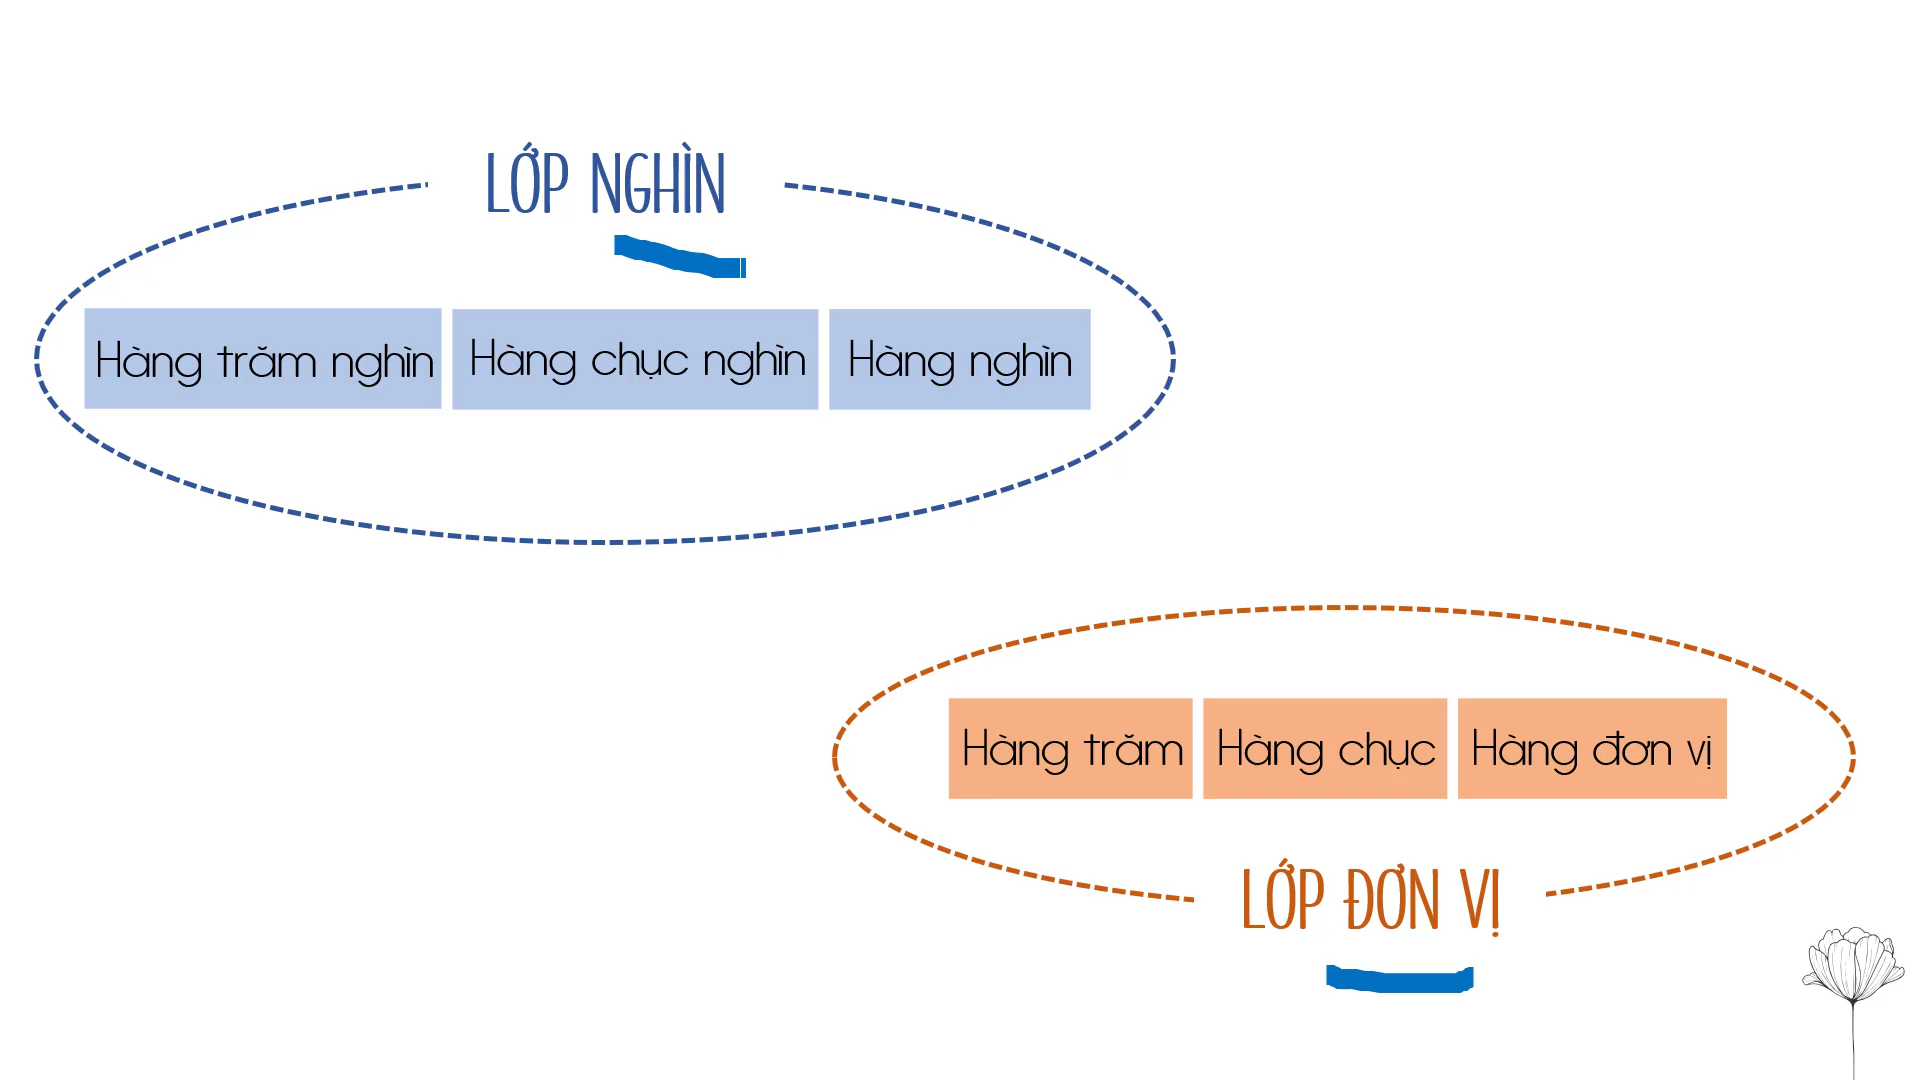 LỚP NGHÌN
Hàng trăm nghìn Hàng chục nghìn Hàng nghìn
Hàng trăm Hàng chục Hàng đơn vị
LỚP ĐƠN VỊ